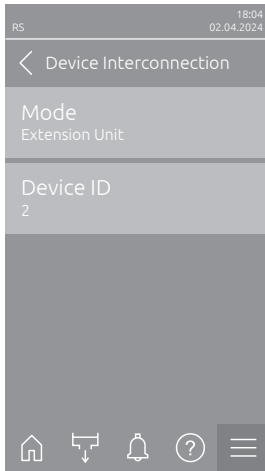 18:04
RS 02.04.2024
Device Interconnection
Mode
Extension Unit
Device ID
2
?